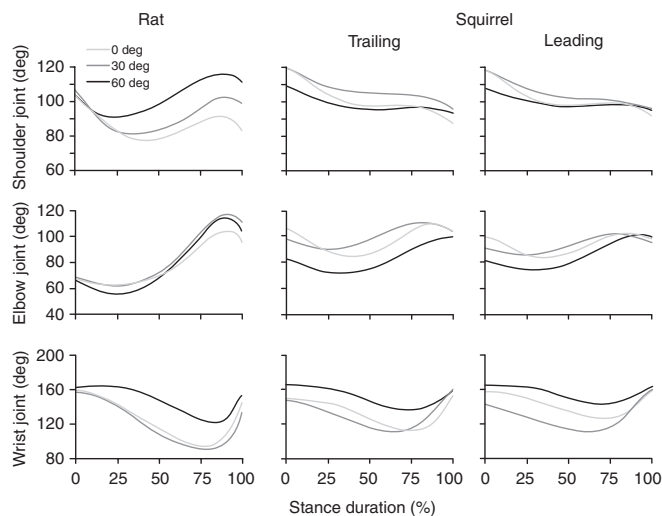 Rat
Squirrel
Trailing
Leading
0 deg
30 deg
60 deg
Shoulder joint (deg)
120
100
80
60
Elbow joint (deg)
120
100
80
60
40
Wrist joint (deg)
200
160
120
80
0 25 50 75 100 0 25 50 75 100 0 25 50 75 100
Stance duration (%)